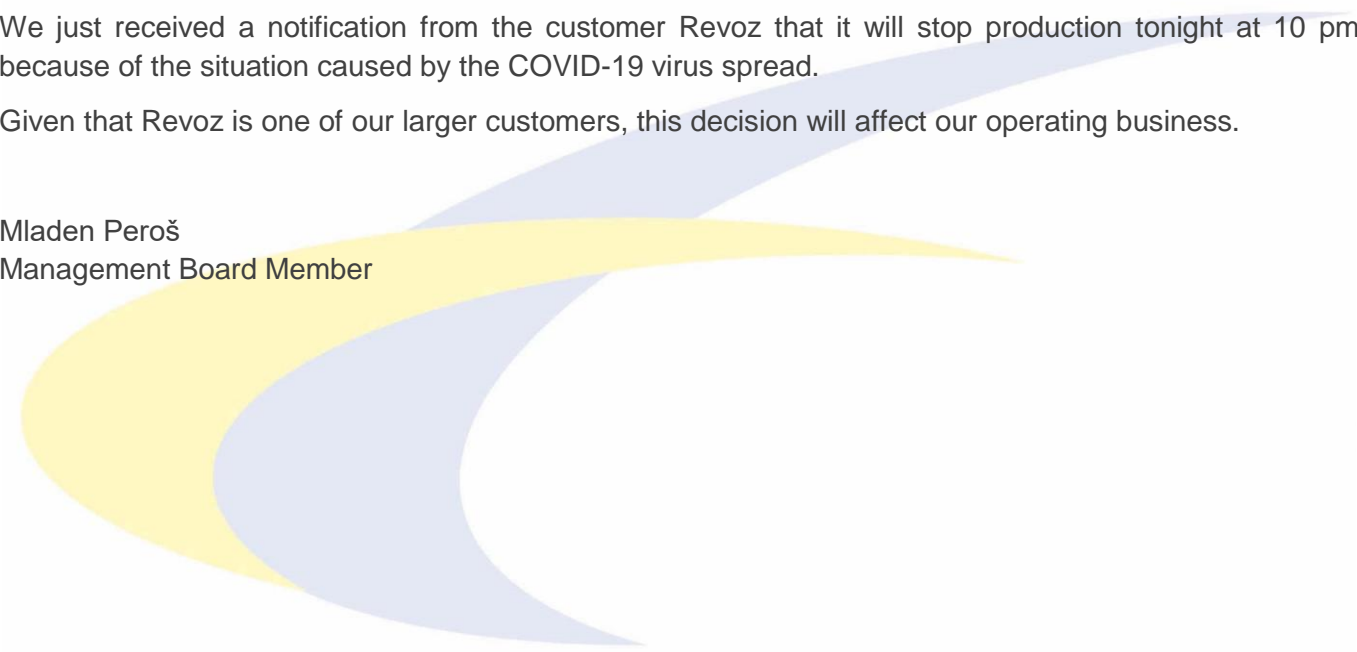 We just received a notification from the customer Revoz that it will stop production tonight at 10 pm
because of the situation caused by the COVID-19 virus spread.
Given that Revoz is one of our larger customers, this decision will affect our operating business.
Mladen Peroš
Management Board Member